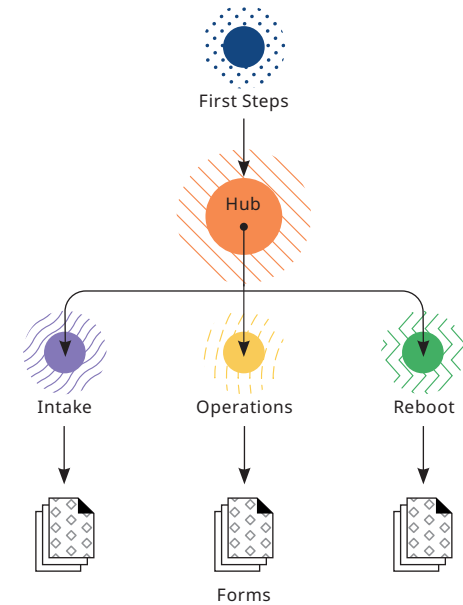 First Steps
Hub
Intake
Operations
Reboot
Forms